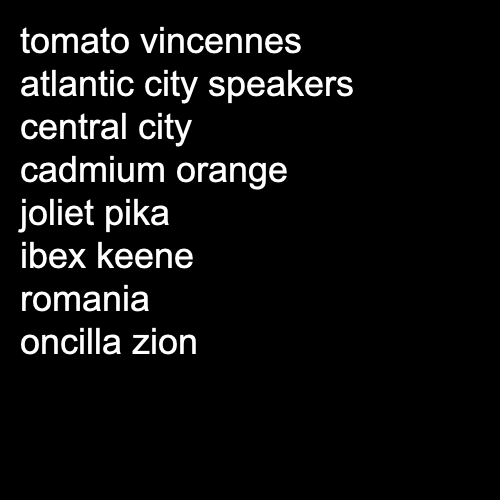 tomato vincennes
atlantic city speakers
central city
cadmium orange
joliet pika
ibex keene
romania
oncilla zion